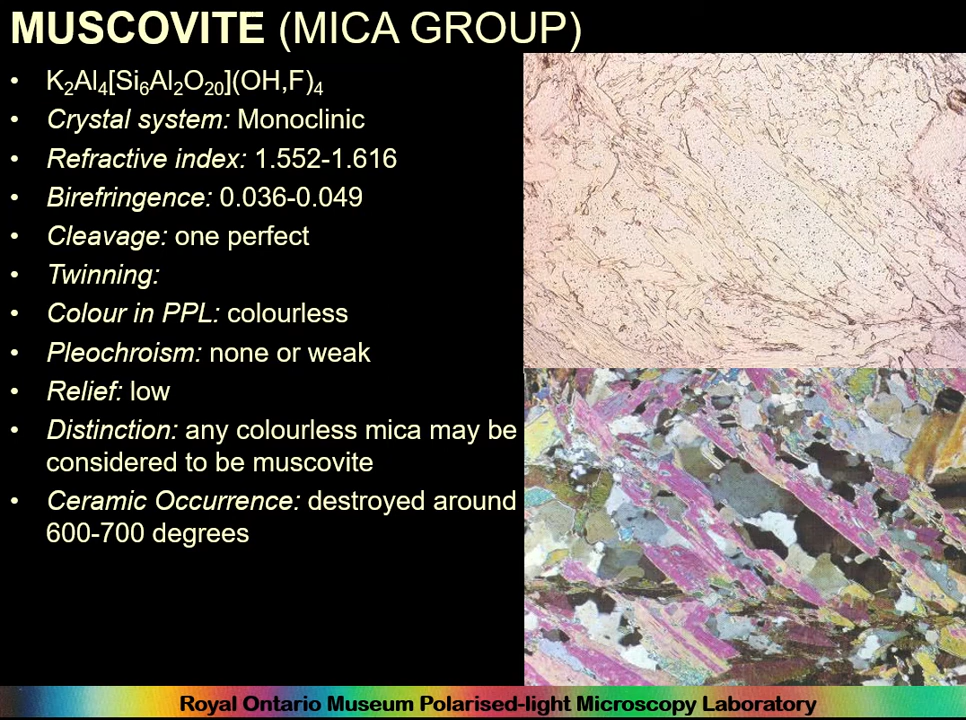 MUSCOVITE (MICA GROUP)
• K₂Al₄[Si₆Al₂O₂₀](OH,F)₄
• Crystal system: Monoclinic
• Refractive index: 1.552-1.616
• Birefringence: 0.036-0.049
• Cleavage: one perfect
• Twinning:
• Colour in PPL: colourless
• Pleochroism: none or weak
• Relief: low
• Distinction: any colourless mica may be
considered to be muscovite
• Ceramic Occurrence: destroyed around
600-700 degrees
Royal Ontario Museum Polarised-light Microscopy Laboratory